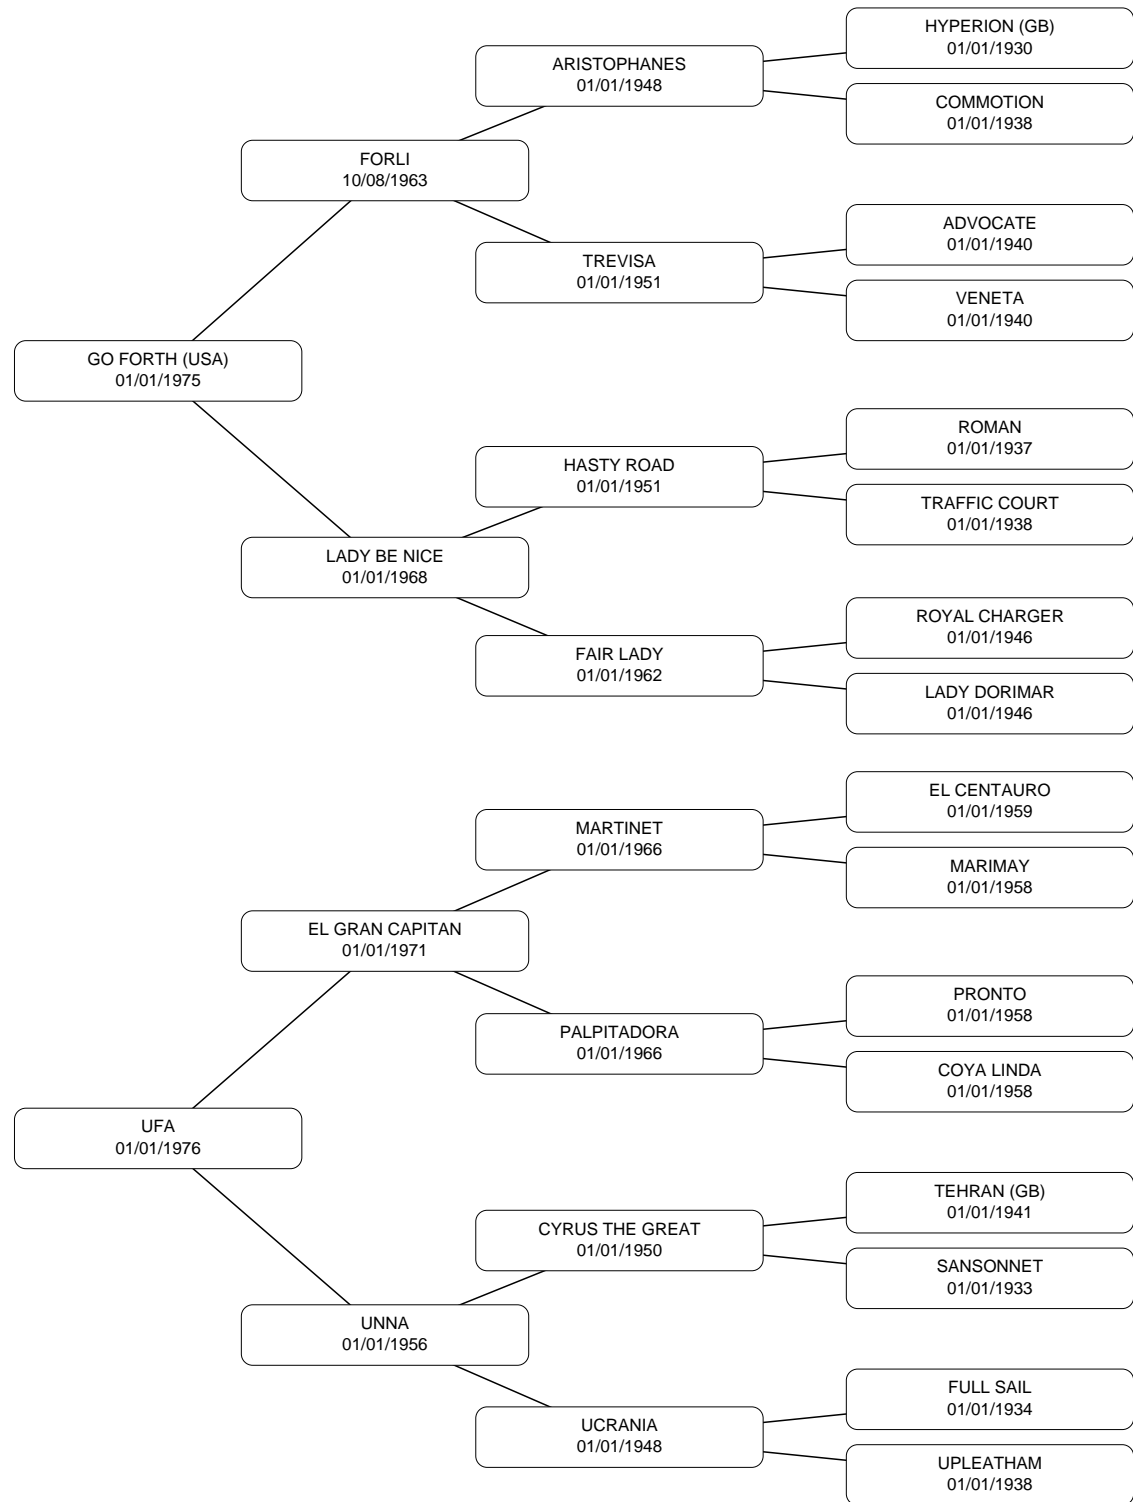 HYPERION (GB)
01/01/1930
ARISTOPHANES
01/01/1948
COMMOTION
01/01/1938
FORLI
10/08/1963
ADVOCATE
01/01/1940
TREVISA
01/01/1951
VENETA
01/01/1940
GO FORTH (USA)
01/01/1975
ROMAN
01/01/1937
HASTY ROAD
01/01/1951
TRAFFIC COURT
01/01/1938
LADY BE NICE
01/01/1968
ROYAL CHARGER
01/01/1946
FAIR LADY
01/01/1962
LADY DORIMAR
01/01/1946
EL CENTAURO
01/01/1959
MARTINET
01/01/1966
MARIMAY
01/01/1958
EL GRAN CAPITAN
01/01/1971
PRONTO
01/01/1958
PALPITADORA
01/01/1966
COYA LINDA
01/01/1958
UFA
01/01/1976
TEHRAN (GB)
01/01/1941
CYRUS THE GREAT
01/01/1950
SANSONNET
01/01/1933
UNNA
01/01/1956
FULL SAIL
01/01/1934
UCRANIA
01/01/1948
UPLEATHAM
01/01/1938